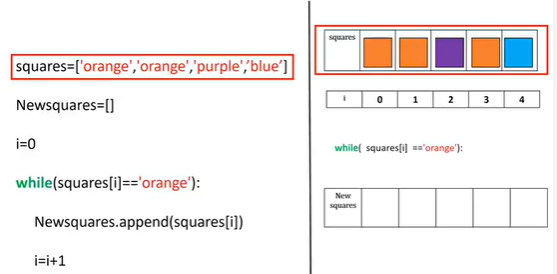 squares=['orange','orange','purple','blue']
Newsquares=[]
i=0
while(squares[i]=='orange'):
Newsquares.append(squares[i])
i=i+1
squares
i 0 1 2 3 4
while( squares[i] =='orange'):
New
squares